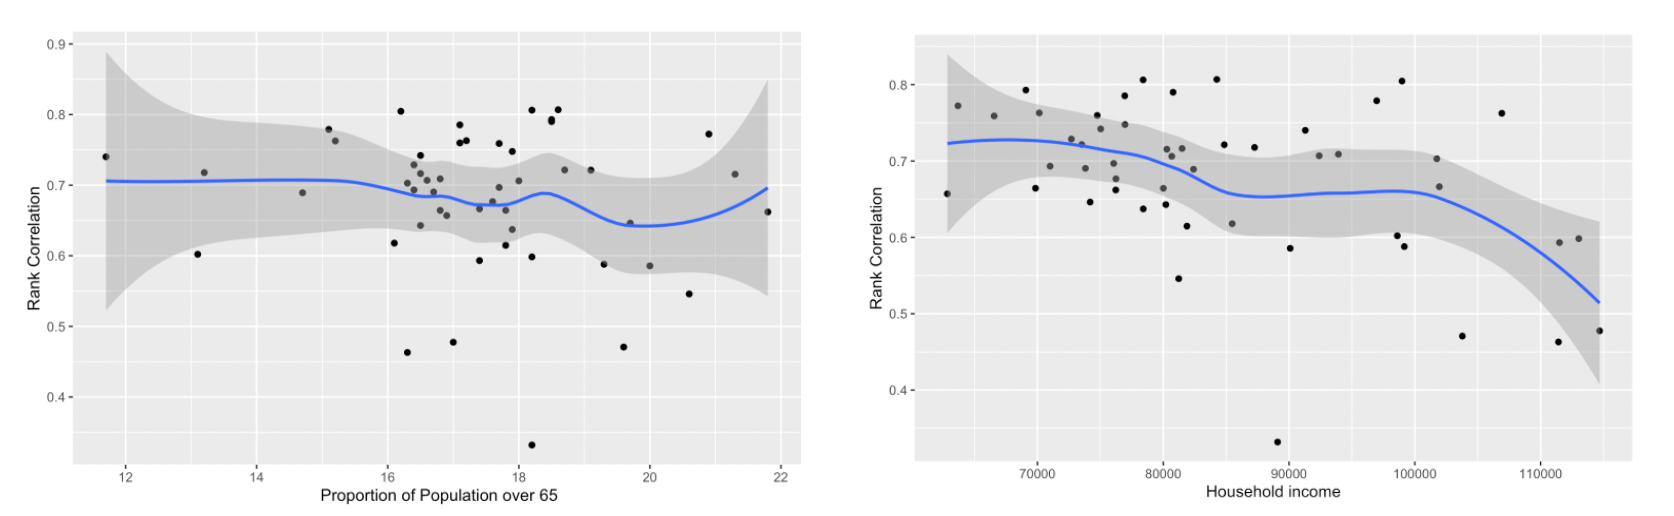 0.9
0.8
0.7
0.6
0.5
0.4
Rank Correlation
12 14 16 18 20 22
Proportion of Population over 65
0.8
0.7
0.6
0.5
0.4
Rank Correlation
70000 80000 90000 100000 110000
Household income